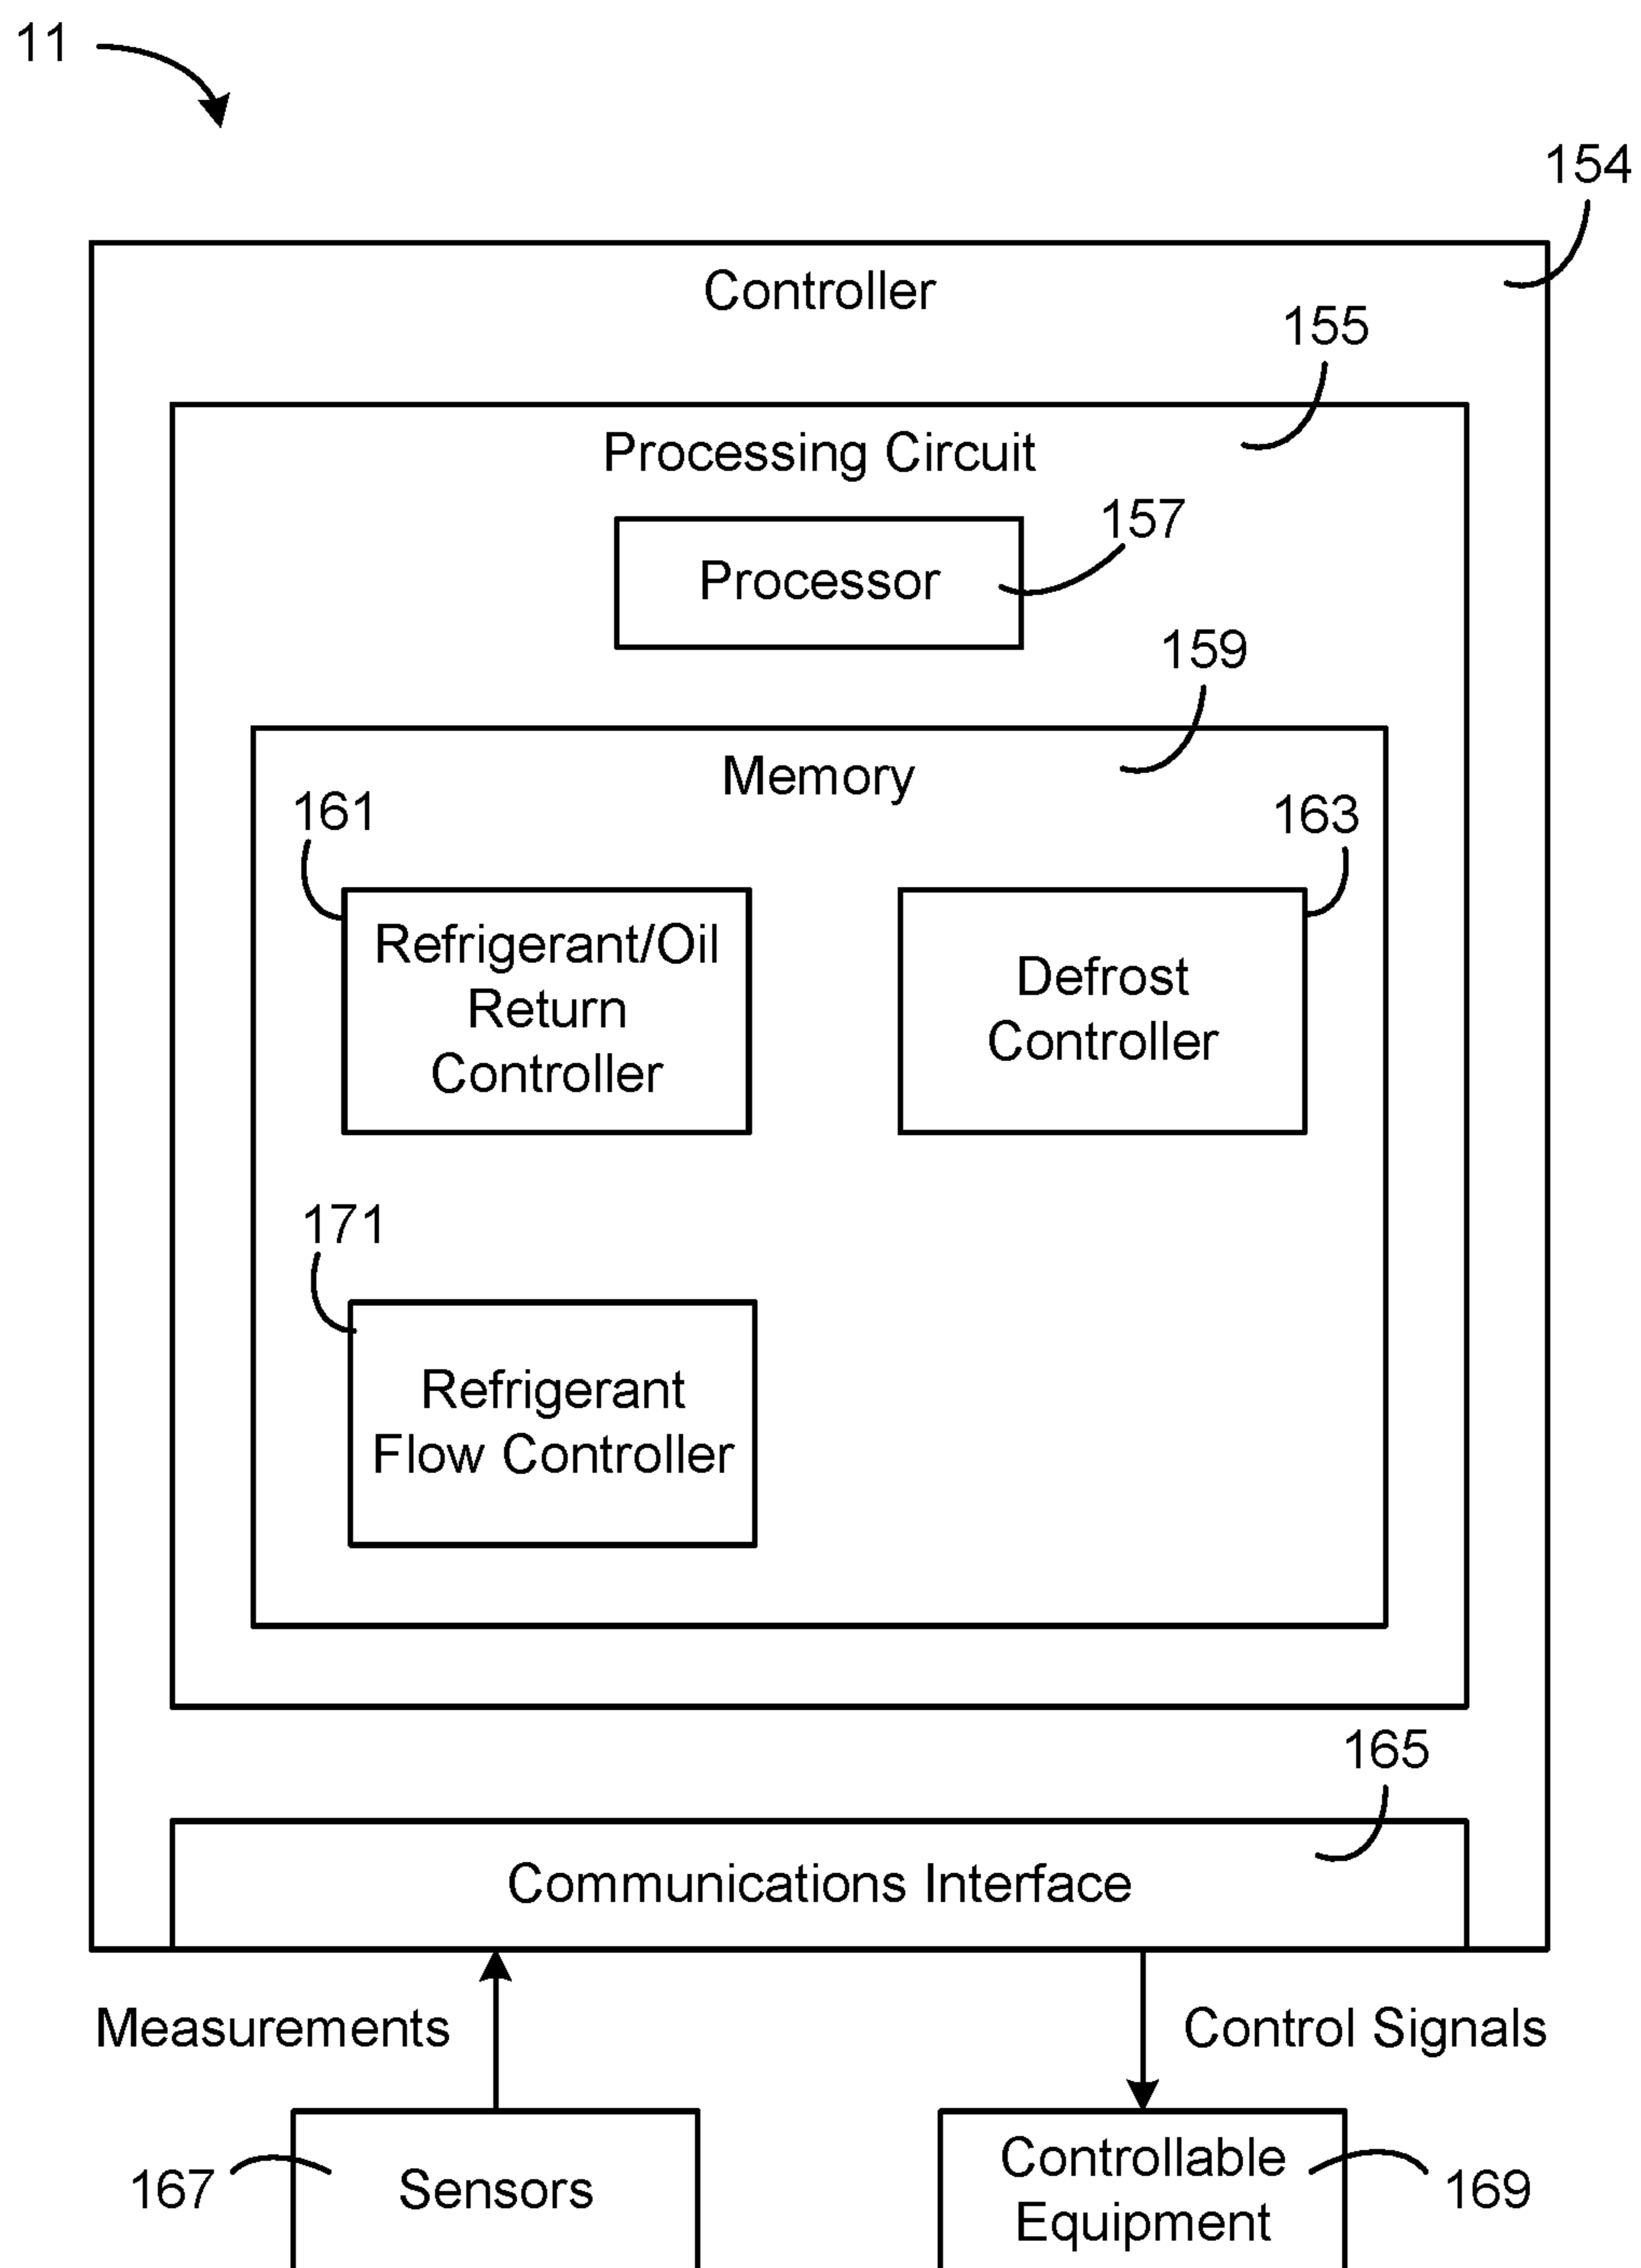 11
154
Controller
155
Processing Circuit
157
Processor
159
Memory
161
163
Refrigerant/Oil
Return
Controller
Defrost
Controller
171
Refrigerant
Flow Controller
165
Communications Interface
Measurements
Control Signals
167
Sensors
Controllable
Equipment
169